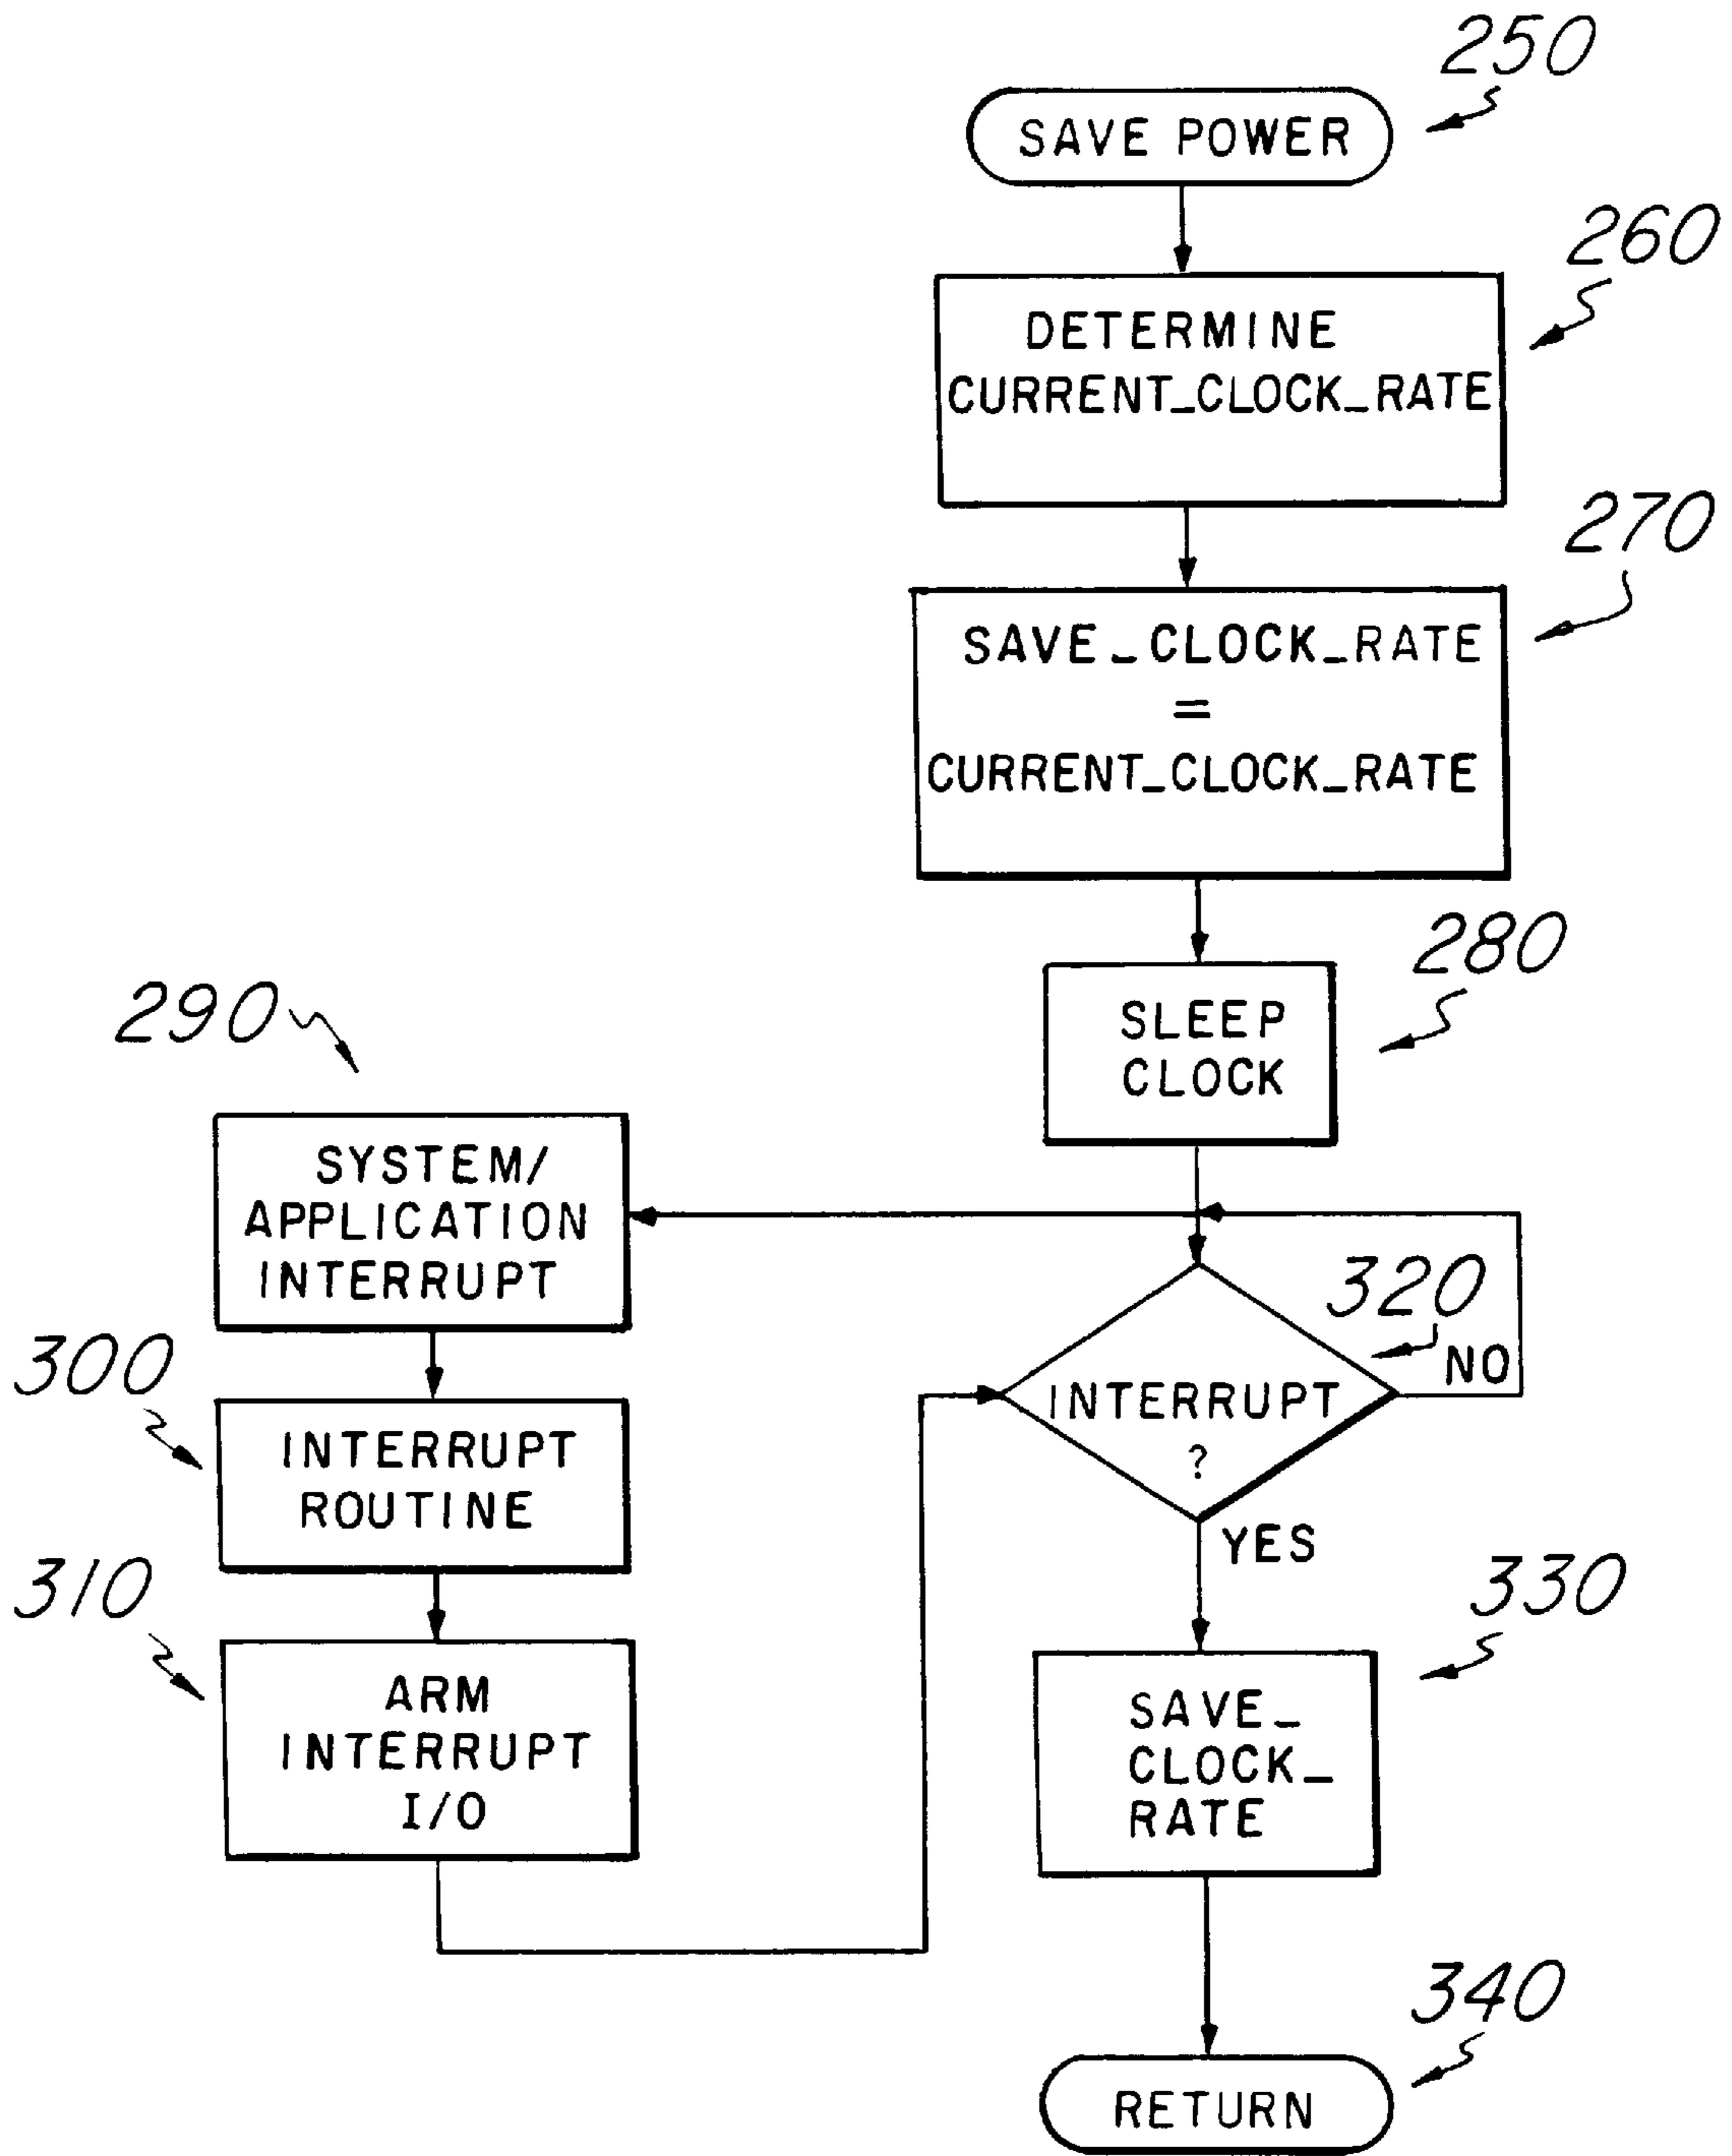 250
SAVE POWER
260
DETERMINE
CURRENT_CLOCK_RATE
270
SAVE_CLOCK_RATE
=
CURRENT_CLOCK_RATE
280
SLEEP
CLOCK
290
SYSTEM/
APPLICATION
INTERRUPT
300
INTERRUPT
ROUTINE
310
ARM
INTERRUPT
I/O
320
NO
INTERRUPT
?
YES
330
SAVE_
CLOCK_
RATE
340
RETURN